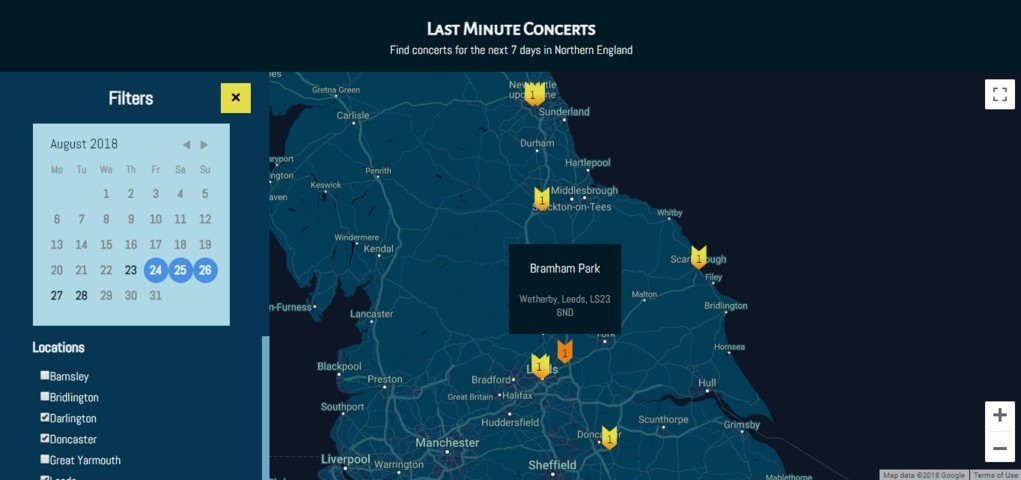 Last Minute Concerts
Find concerts for the next 7 days in Northern England
Filters
×
August 2018
Mo Tu We Th Fr Sa Su
1 2 3 4 5
6 7 8 9 10 11 12
13 14 15 16 17 18 19
20 21 22 23 24 25 26
27 28 29 30 31
Locations
Barnsley
Bridlington
Darlington
Doncaster
Great Yarmouth
Leeds
Gretna Green
Carlisle
Penrith
Keswick
Windermere
Kendal
Lancaster
Blackpool
Preston
Southport
Liverpool
Warrington
Manchester
Newcastle
1
Sunderland
Durham
Hartlepool
Middlesbrough
1
Stockton-on-Tees
Whitby
1
Filey
Malton
Bridlington
Hornsea
Bramham Park
Wetherby, Leeds, LS23
6ND
York
1
1
Leeds
Bradford
Great Britain
Halifax
Huddersfield
Hull
Scunthorpe
Grimsby
1
Sheffield
Mablethorpe
Map data ©2018 Google
Terms of Use